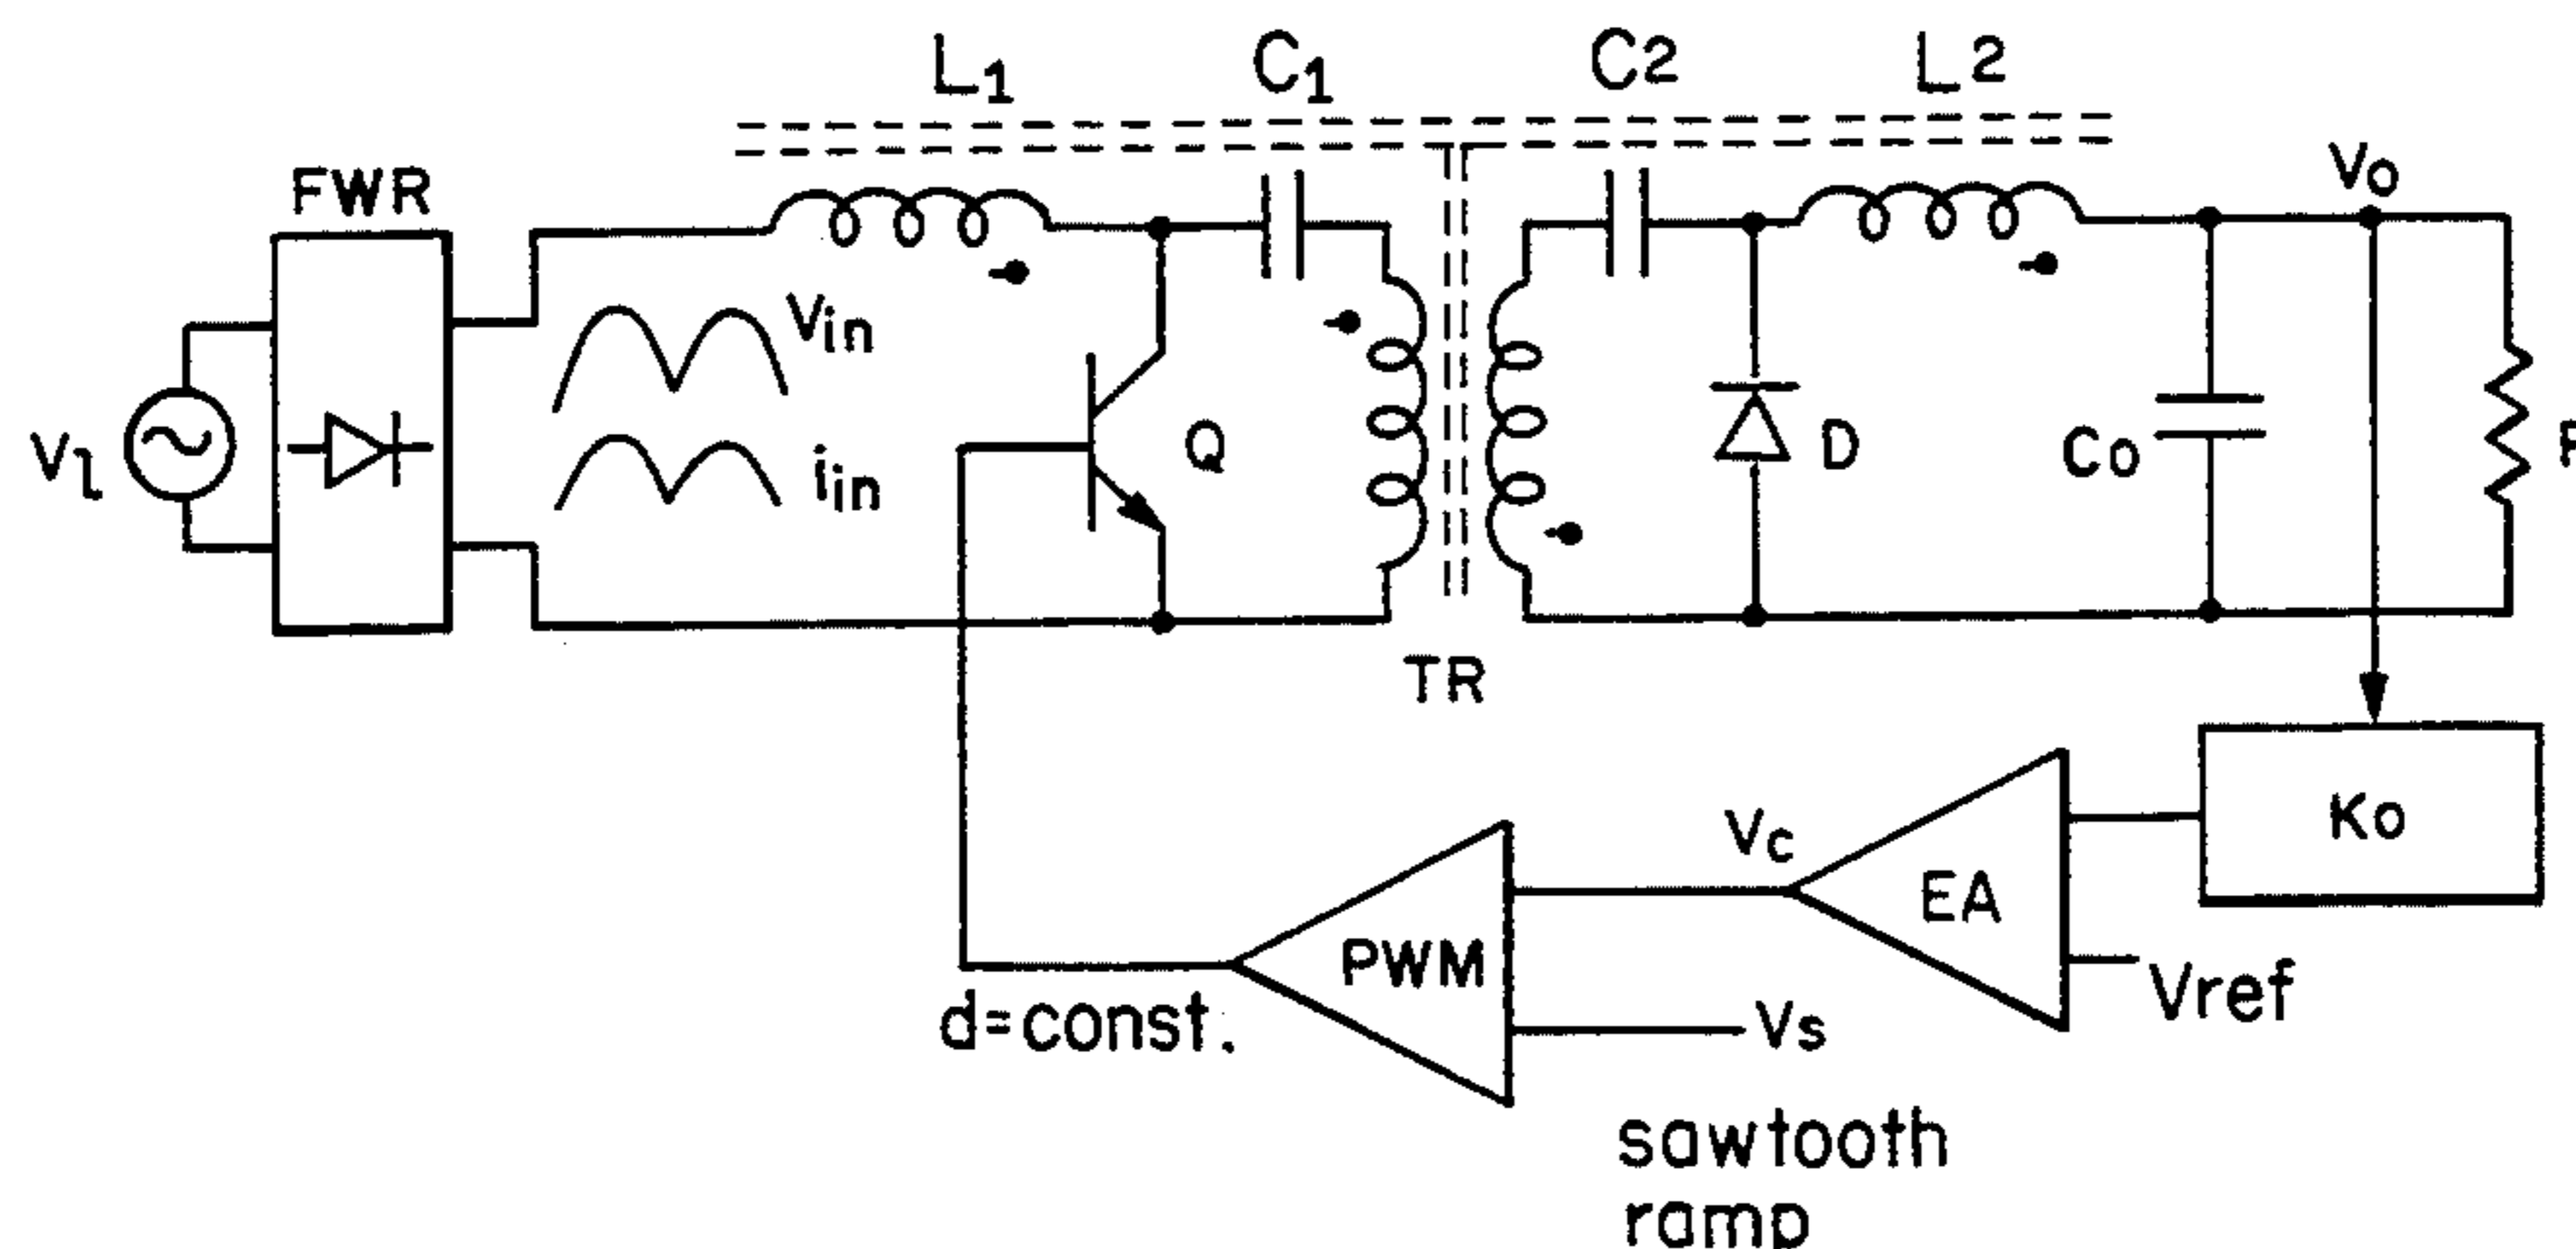 L1
C1
C2
L2
FWR
Vo
Vin
iin
Vl
Q
D
Co
TR
Ko
Vc
EA
PWM
Vref
d=const.
Vs
sawtooth
ramp